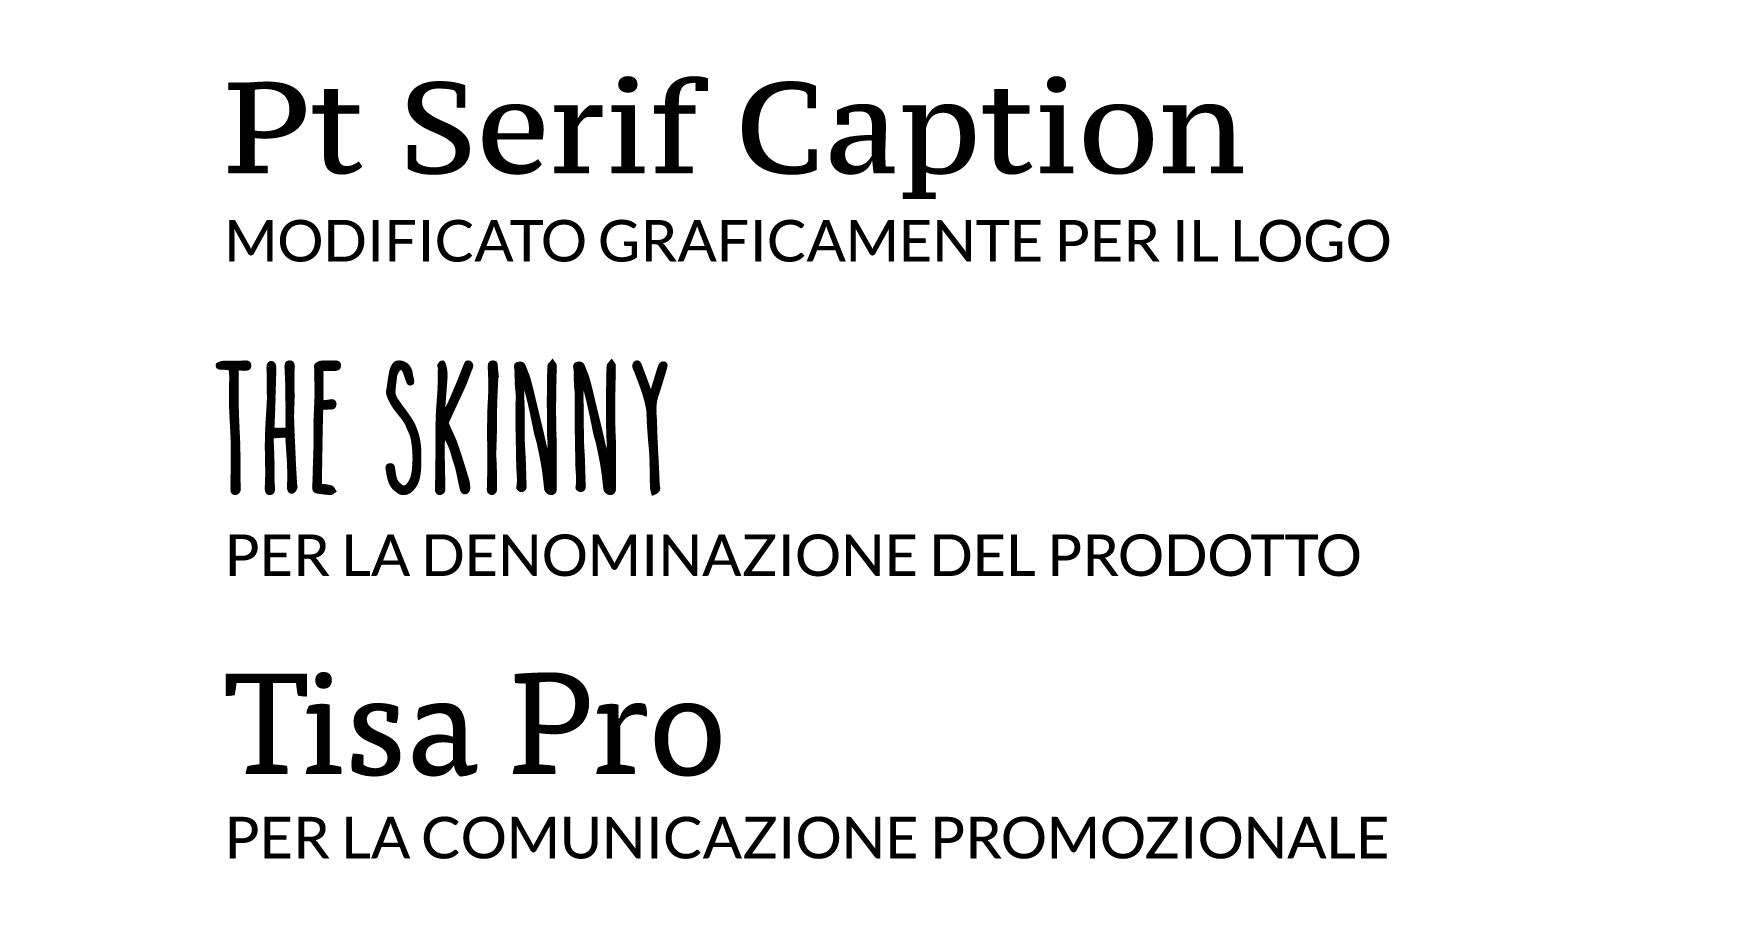 Pt Serif Caption
MODIFICATO GRAFICAMENTE PER IL LOGO
THE SKINNY
PER LA DENOMINAZIONE DEL PRODOTTO
Tisa Pro
PER LA COMUNICAZIONE PROMOZIONALE